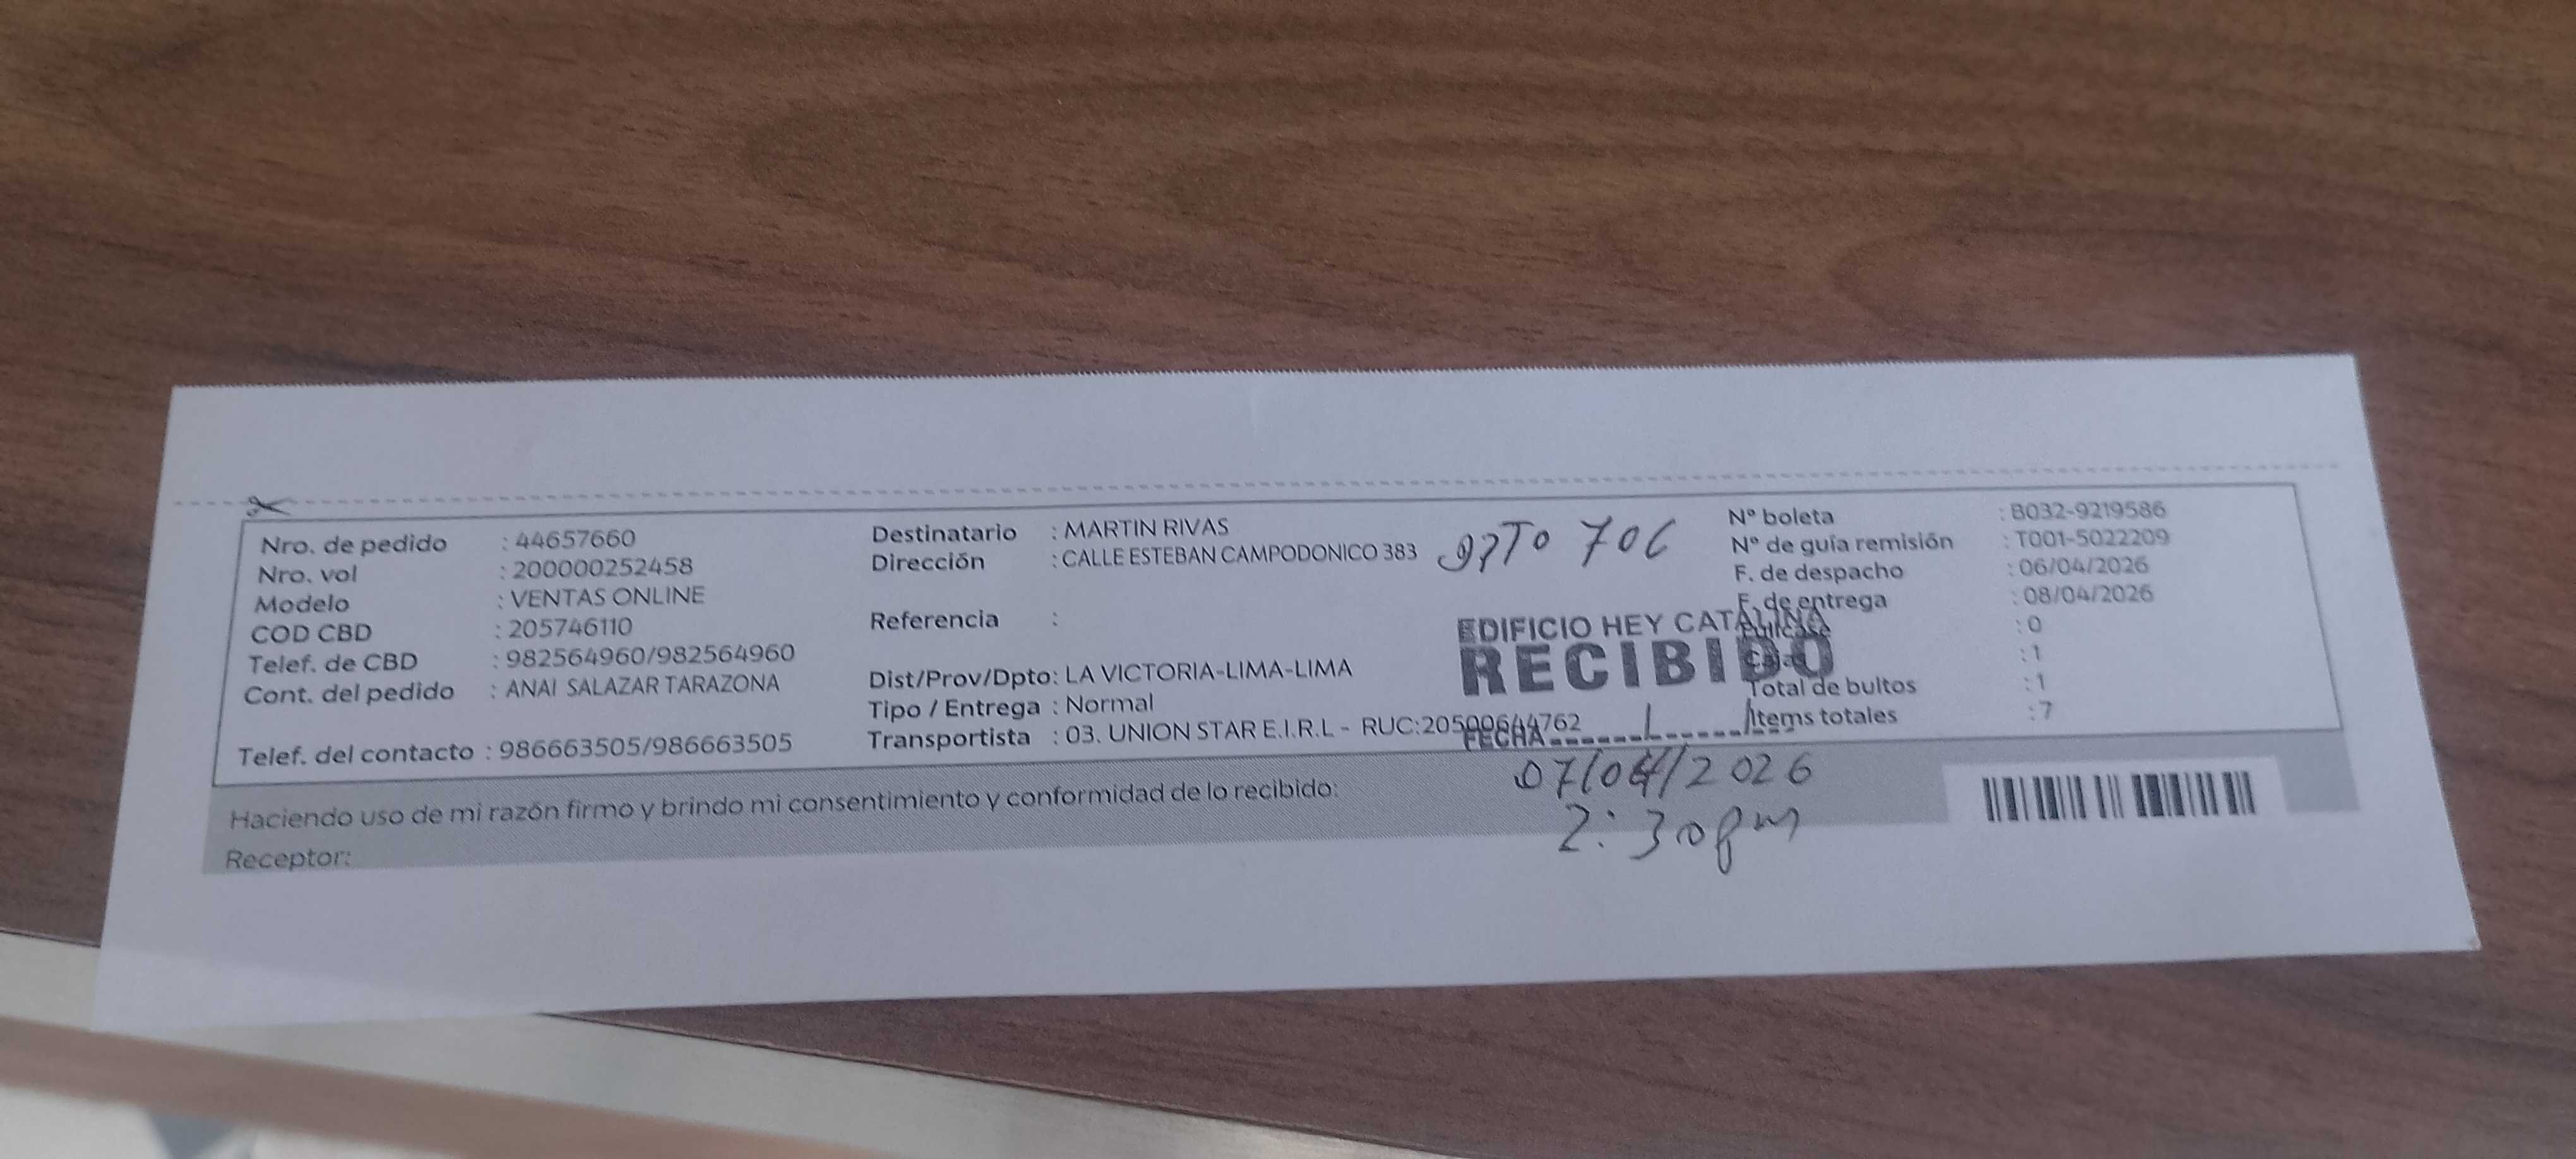 Nro. de pedido : 44657660
Nro. vol : 200000252458
Modelo : VENTAS ONLINE
COD CBD : 205746110
Telef. de CBD : 982564960/982564960
Cont. del pedido : ANAI SALAZAR TARAZONA
Telef. del contacto : 986663505/986663505
Destinatario : MARTIN RIVAS
Dirección : CALLE ESTEBAN CAMPODONICO 383
Referencia :
Dist/Prov/Dpto: LA VICTORIA-LIMA-LIMA
Tipo / Entrega : Normal
Transportista : 03. UNION STAR E.I.R.L - RUC:20500644762
DPTO 706
EDIFICIO HEY CATALINA
RECIBIDO
FECHA
07/04/2026
2:30pm
N° boleta : B032-9219586
N° de guía remisión : T001-5022209
F. de despacho : 06/04/2026
F. de entrega : 08/04/2026
Fullcase : 0
Cajas : 1
Total de bultos : 1
Items totales : 7
Haciendo uso de mi razón firmo y brindo mi consentimiento y conformidad de lo recibido:
Receptor: